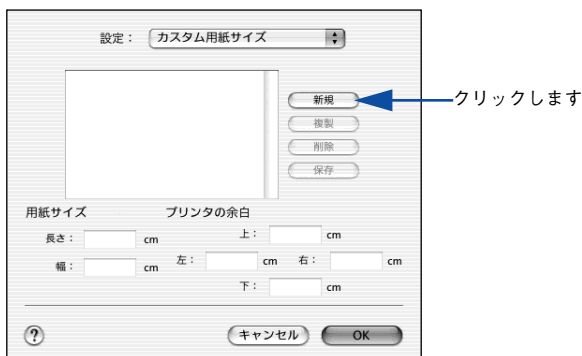 設定： カスタム用紙サイズ
新規
クリックします
複製
削除
保存
用紙サイズ プリンタの余白
長さ： cm
上： cm
幅： cm
左： cm 右： cm
下： cm
? キャンセル OK